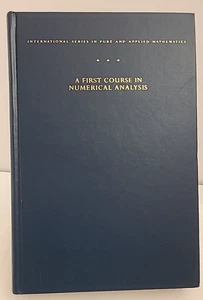 INTERNATIONAL SERIES IN PURE AND APPLIED MATHEMATICS
A FIRST COURSE IN
NUMERICAL ANALYSIS